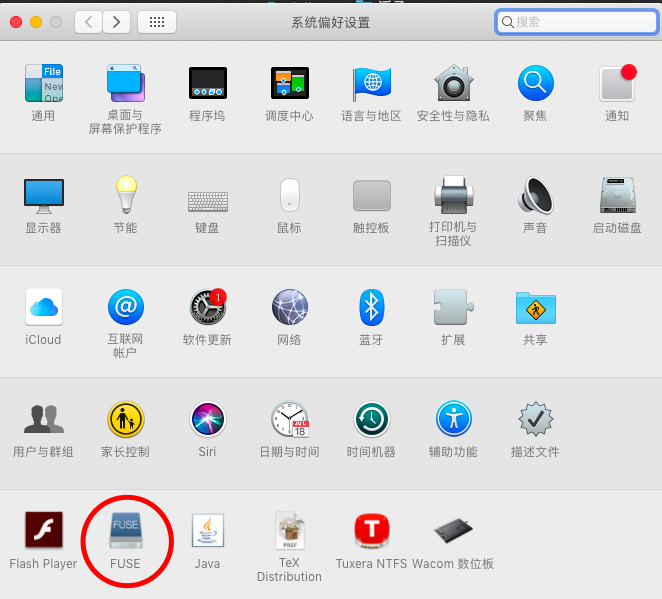 系统偏好设置
搜索
File
New
Ope
通用
桌面与
屏幕保护程序
程序坞
调度中心
语言与地区
安全性与隐私
聚焦
通知
显示器
节能
键盘
鼠标
触控板
打印机与
扫描仪
声音
启动磁盘
iCloud
@
互联网
帐户
1
软件更新
网络
蓝牙
扩展
共享
用户与群组
家长控制
Siri
JUL
18
日期与时间
时间机器
辅助功能
描述文件
Flash Player
FUSE
FUSE
Java
PREF
TeX
Distribution
T
Tuxera NTFS
Wacom 数位板